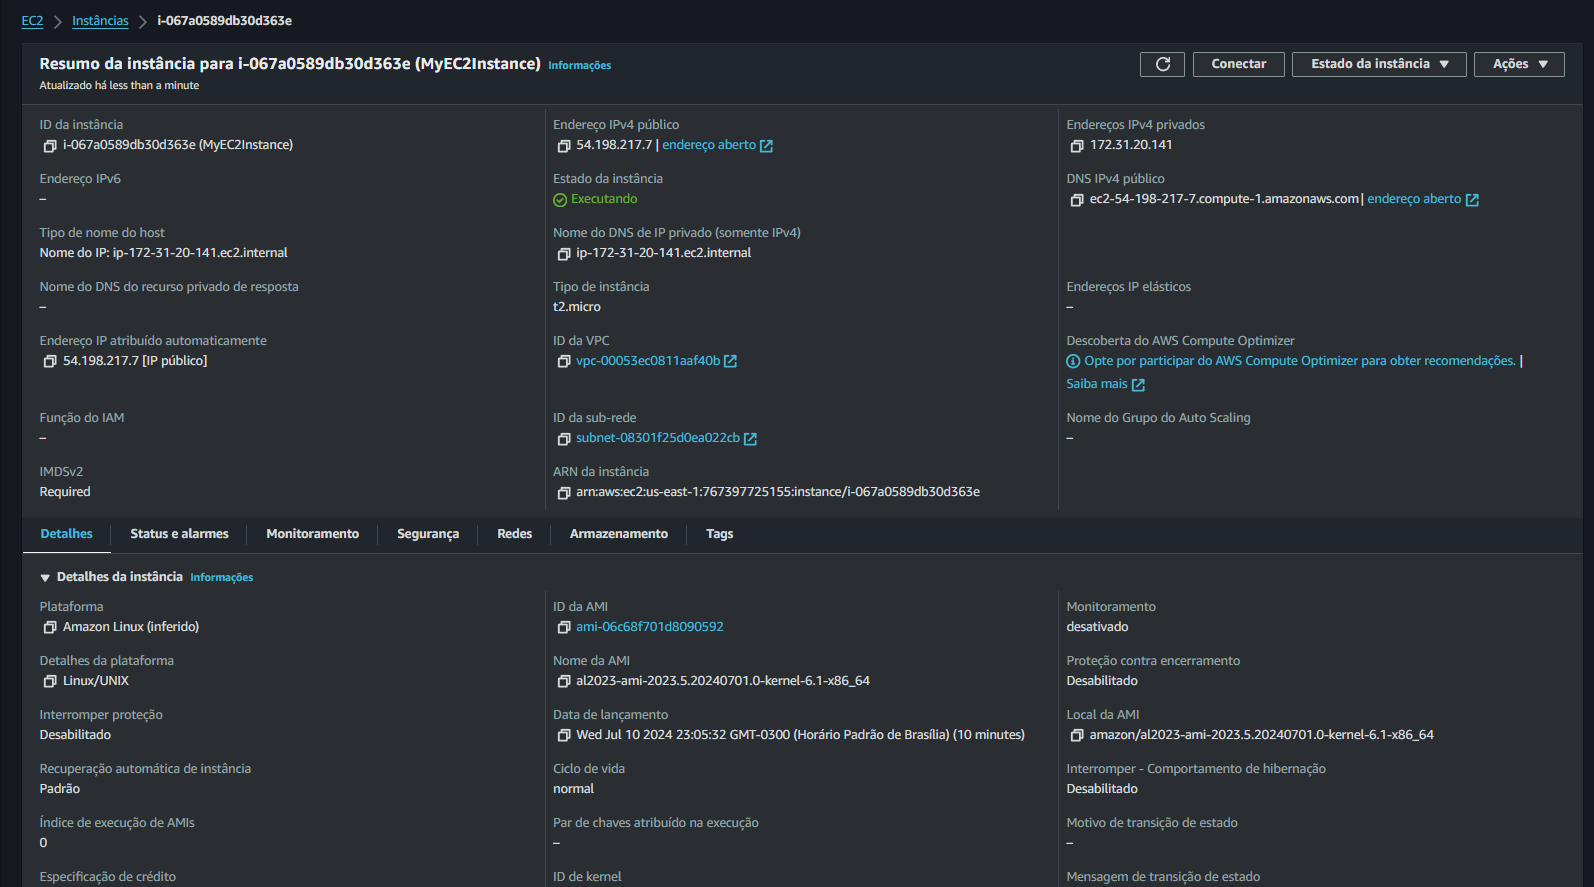 EC2 > Instâncias > i-067a0589db30d363e
Resumo da instância para i-067a0589db30d363e (MyEC2Instance) Informações
Atualizado há less than a minute
Conectar
Estado da instância
Ações
ID da instância
i-067a0589db30d363e (MyEC2Instance)
Endereço IPv4 público
54.198.217.7 | endereço aberto
Endereços IPv4 privados
172.31.20.141
Endereço IPv6
–
Estado da instância
Executando
DNS IPv4 público
ec2-54-198-217-7.compute-1.amazonaws.com | endereço aberto
Tipo de nome do host
Nome do IP: ip-172-31-20-141.ec2.internal
Nome do DNS de IP privado (somente IPv4)
ip-172-31-20-141.ec2.internal
Nome do DNS do recurso privado de resposta
–
Tipo de instância
t2.micro
Endereços IP elásticos
–
Endereço IP atribuído automaticamente
54.198.217.7 [IP público]
ID da VPC
vpc-00053ec0811aaf40b
Descoberta do AWS Compute Optimizer
Opte por participar do AWS Compute Optimizer para obter recomendações. |
Saiba mais
Função do IAM
–
ID da sub-rede
subnet-08301f25d0ea022cb
Nome do Grupo do Auto Scaling
–
IMDSv2
Required
ARN da instância
arn:aws:ec2:us-east-1:767397725155:instance/i-067a0589db30d363e
Detalhes
Status e alarmes
Monitoramento
Segurança
Redes
Armazenamento
Tags
Detalhes da instância Informações
Plataforma
Amazon Linux (inferido)
ID da AMI
ami-06c68f701d8090592
Monitoramento
desativado
Detalhes da plataforma
Linux/UNIX
Nome da AMI
al2023-ami-2023.5.20240701.0-kernel-6.1-x86_64
Proteção contra encerramento
Desabilitado
Interromper proteção
Desabilitado
Data de lançamento
Wed Jul 10 2024 23:05:32 GMT-0300 (Horário Padrão de Brasília) (10 minutes)
Local da AMI
amazon/al2023-ami-2023.5.20240701.0-kernel-6.1-x86_64
Recuperação automática de instância
Padrão
Ciclo de vida
normal
Interromper - Comportamento de hibernação
Desabilitado
Índice de execução de AMIs
0
Par de chaves atribuído na execução
–
Motivo de transição de estado
–
Especificação de crédito
ID de kernel
Mensagem de transição de estado